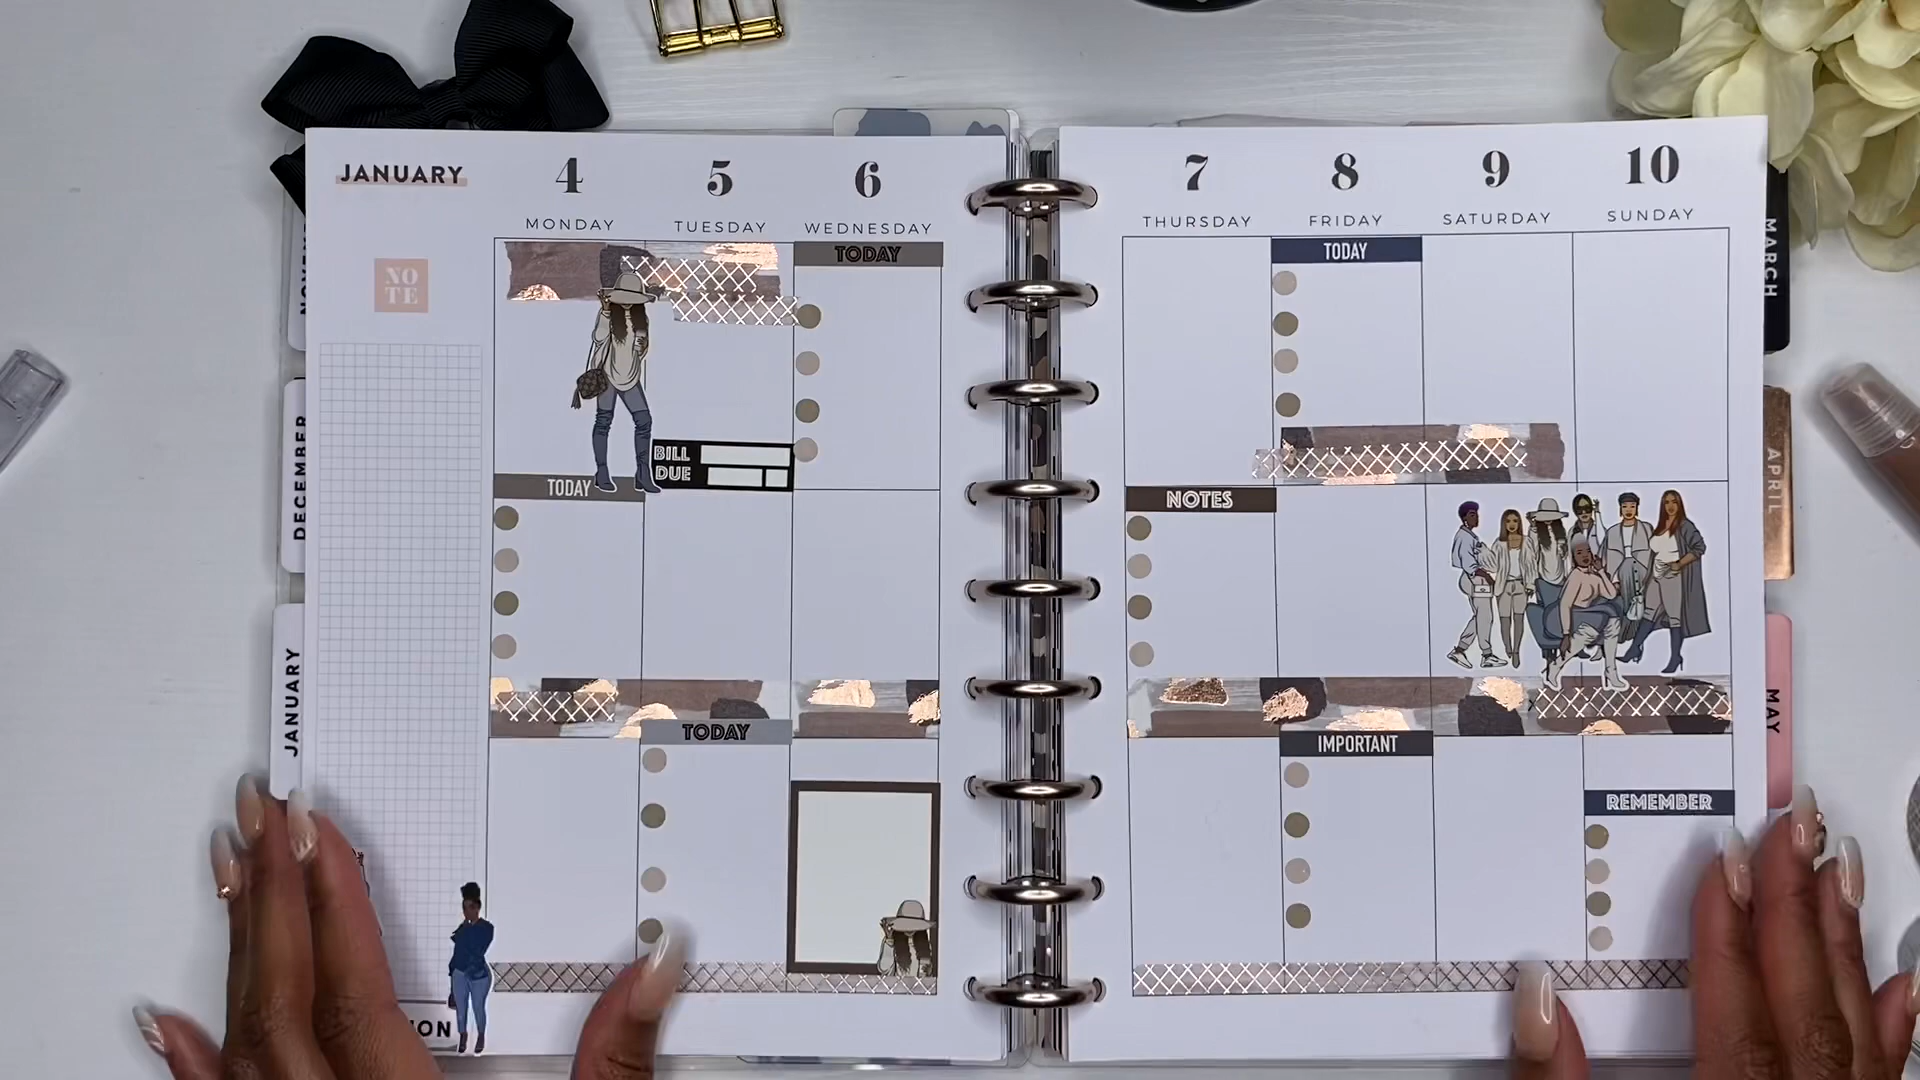 JANUARY
4
5
6
7
8
9
10
MONDAY
TUESDAY
WEDNESDAY
THURSDAY
FRIDAY
SATURDAY
SUNDAY
NO
TE
TODAY
TODAY
BILL
DUE
TODAY
NOTES
TODAY
IMPORTANT
REMEMBER
ION
DECEMBER
JANUARY
MARCH
APRIL
MAY